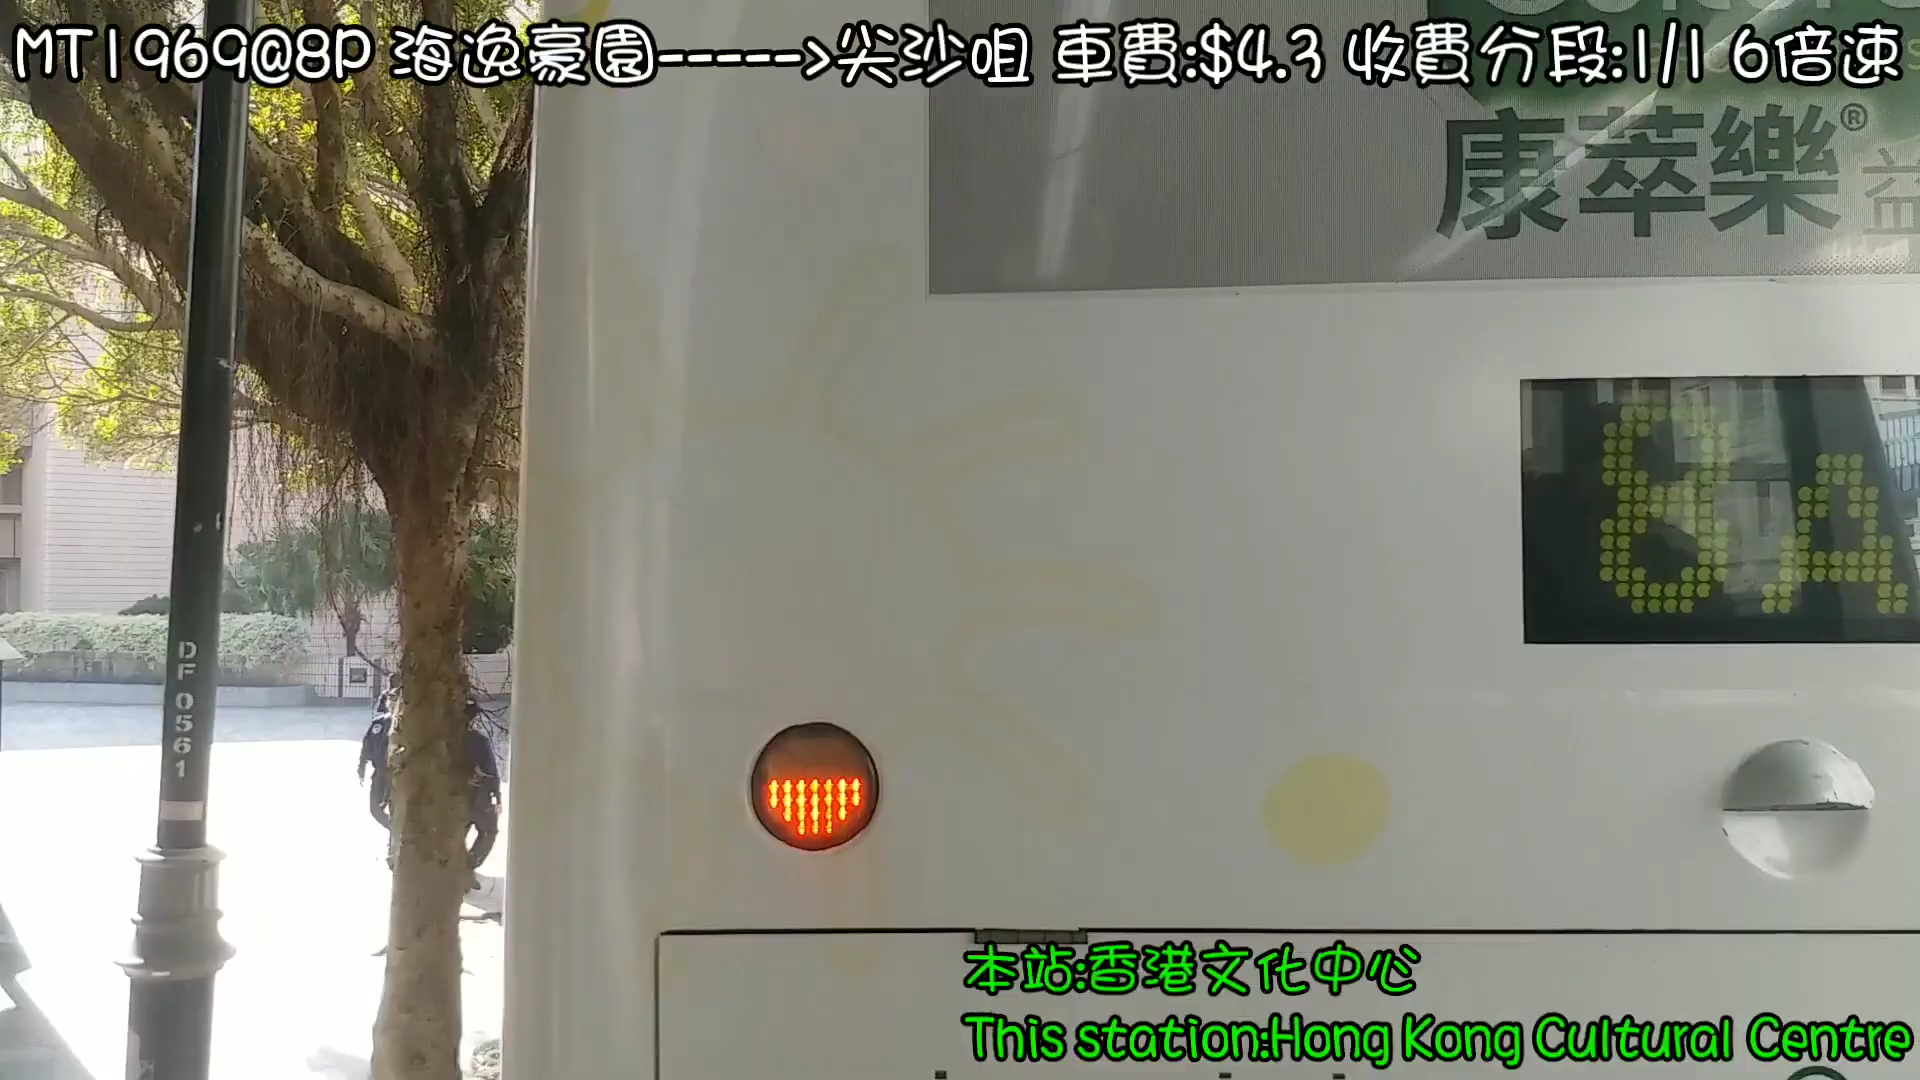 MT1969@8P 海逸豪園----->尖沙咀 車費:$4.3 收費分段:1/1 6倍速
康萃樂®
8A
DF0561
本站:香港文化中心
This station:Hong Kong Cultural Centre